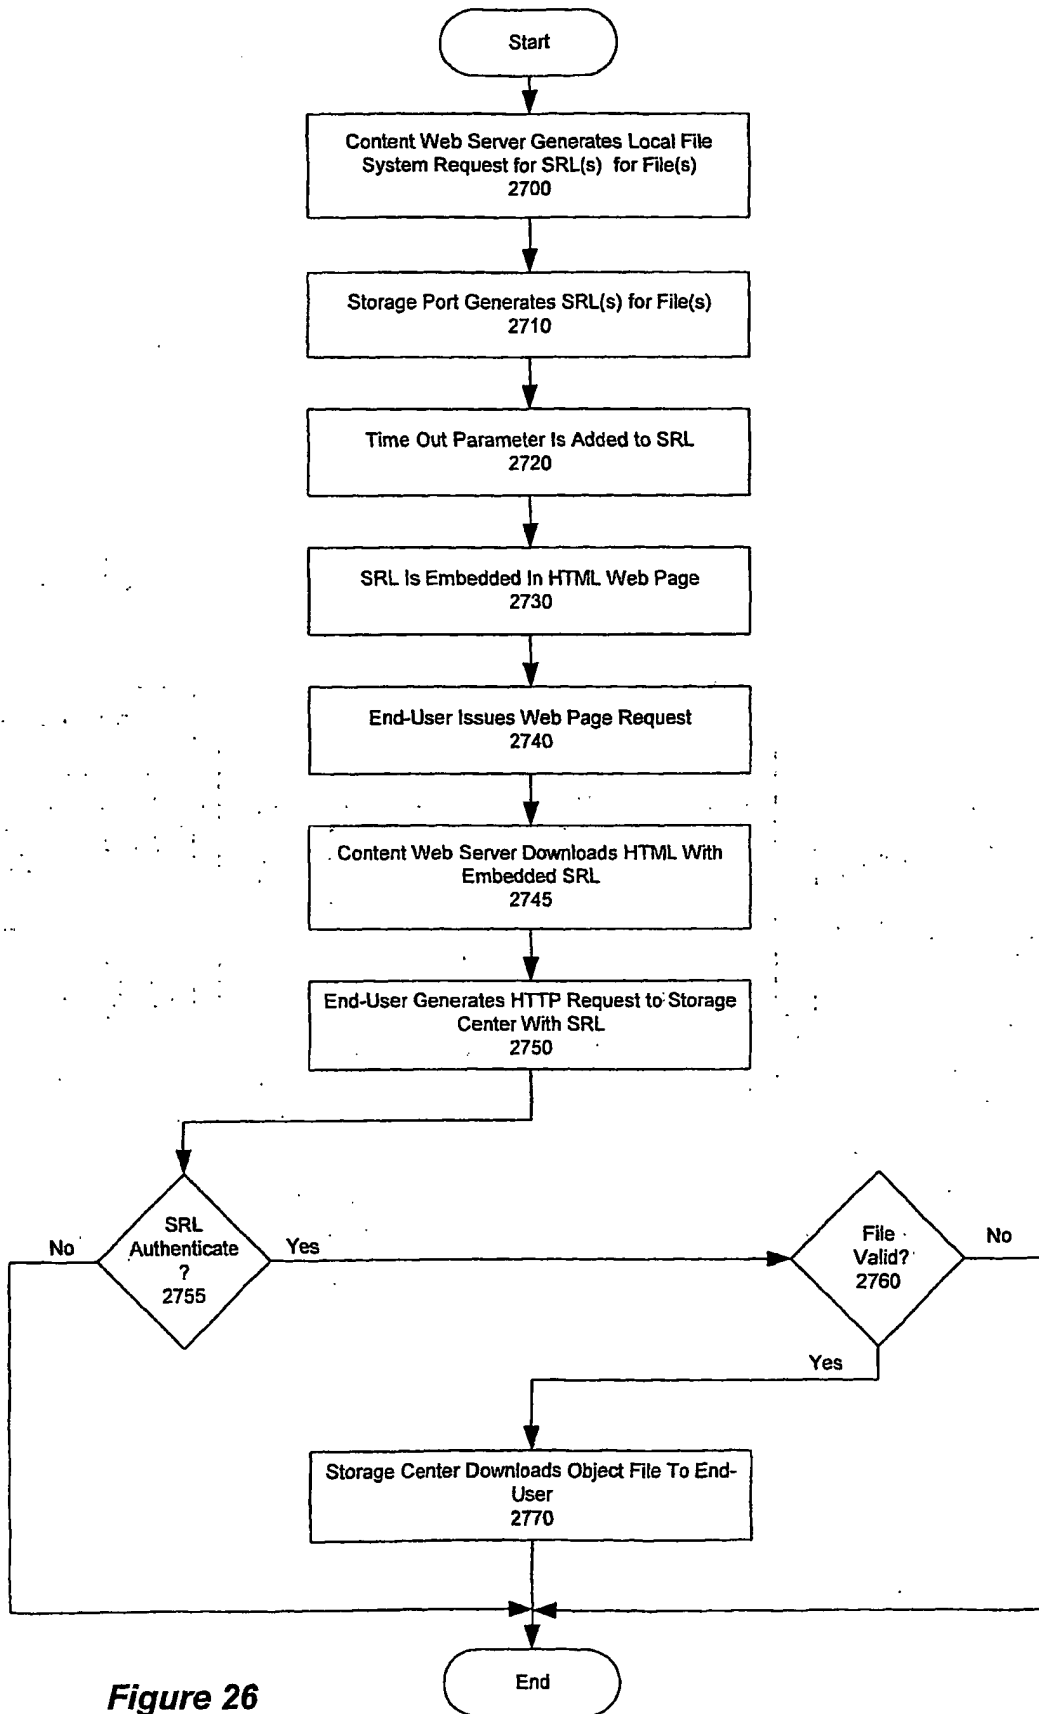 Start
Content Web Server Generates Local File
System Request for SRL(s) for File(s)
2700
Storage Port Generates SRL(s) for File(s)
2710
Time Out Parameter Is Added to SRL
2720
SRL Is Embedded In HTML Web Page
2730
End-User Issues Web Page Request
2740
Content Web Server Downloads HTML With
Embedded SRL
2745
End-User Generates HTTP Request to Storage
Center With SRL
2750
SRL
Authenticate
?
2755
No
Yes
File
Valid?
2760
No
Yes
Storage Center Downloads Object File To End-
User
2770
End
Figure 26